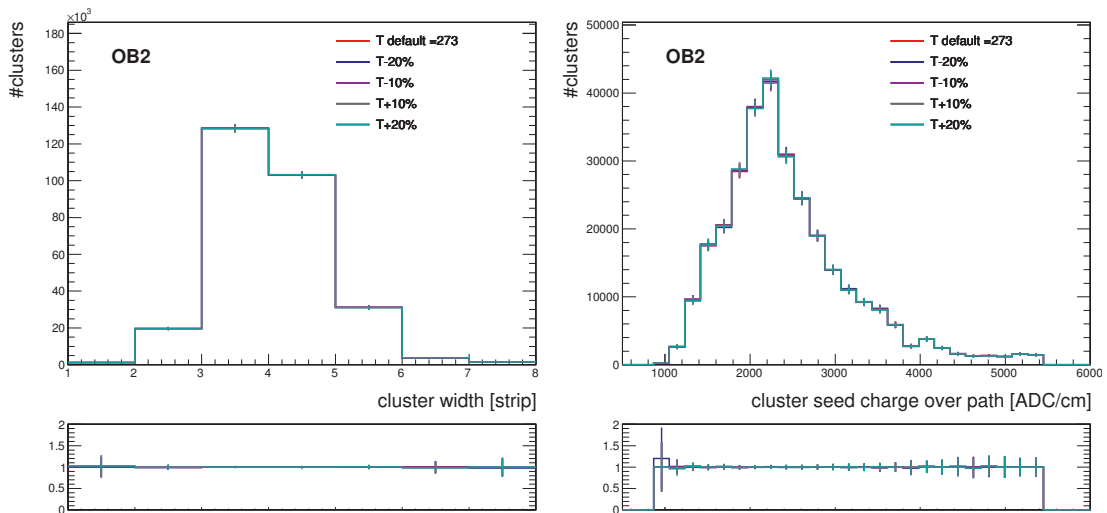 ×10³
180
160
140
120
100
80
60
40
20
0
#clusters
OB2
T default =273
T-20%
T-10%
T+10%
T+20%
1 2 3 4 5 6 7 8
cluster width [strip]
2
1.5
1
0.5
0
50000
40000
30000
20000
10000
0
#clusters
OB2
T default =273
T-20%
T-10%
T+10%
T+20%
1000 2000 3000 4000 5000 6000
cluster seed charge over path [ADC/cm]
2
1.5
1
0.5
0